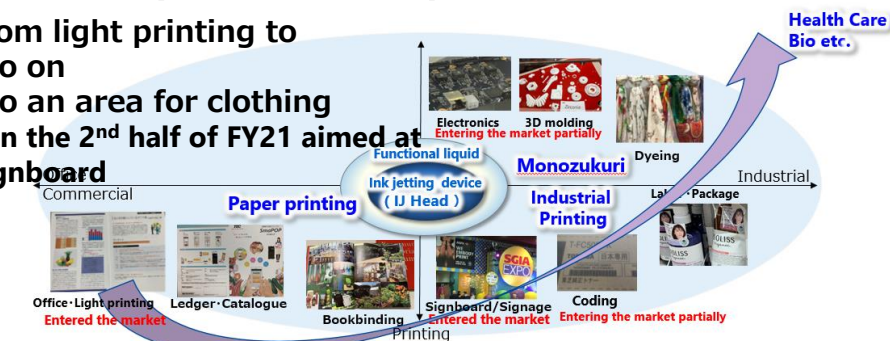 Health Care
Bio etc.
om light printing to
o on
o an area for clothing
n the 2nd half of FY21 aimed at
gnboard
Electronics
3D molding
Entering the market partially
Dyeing
Functional liquid
Ink jetting device
( IJ Head )
Monozukuri
Industrial
Commercial
Paper printing
Industrial
Printing
Package
SGIA
EXPO
Office・Light printing
Entered the market
Ledger・Catalogue
Bookbinding
Signboard/Signage
Entered the market
Coding
Entering the market partially
Printing